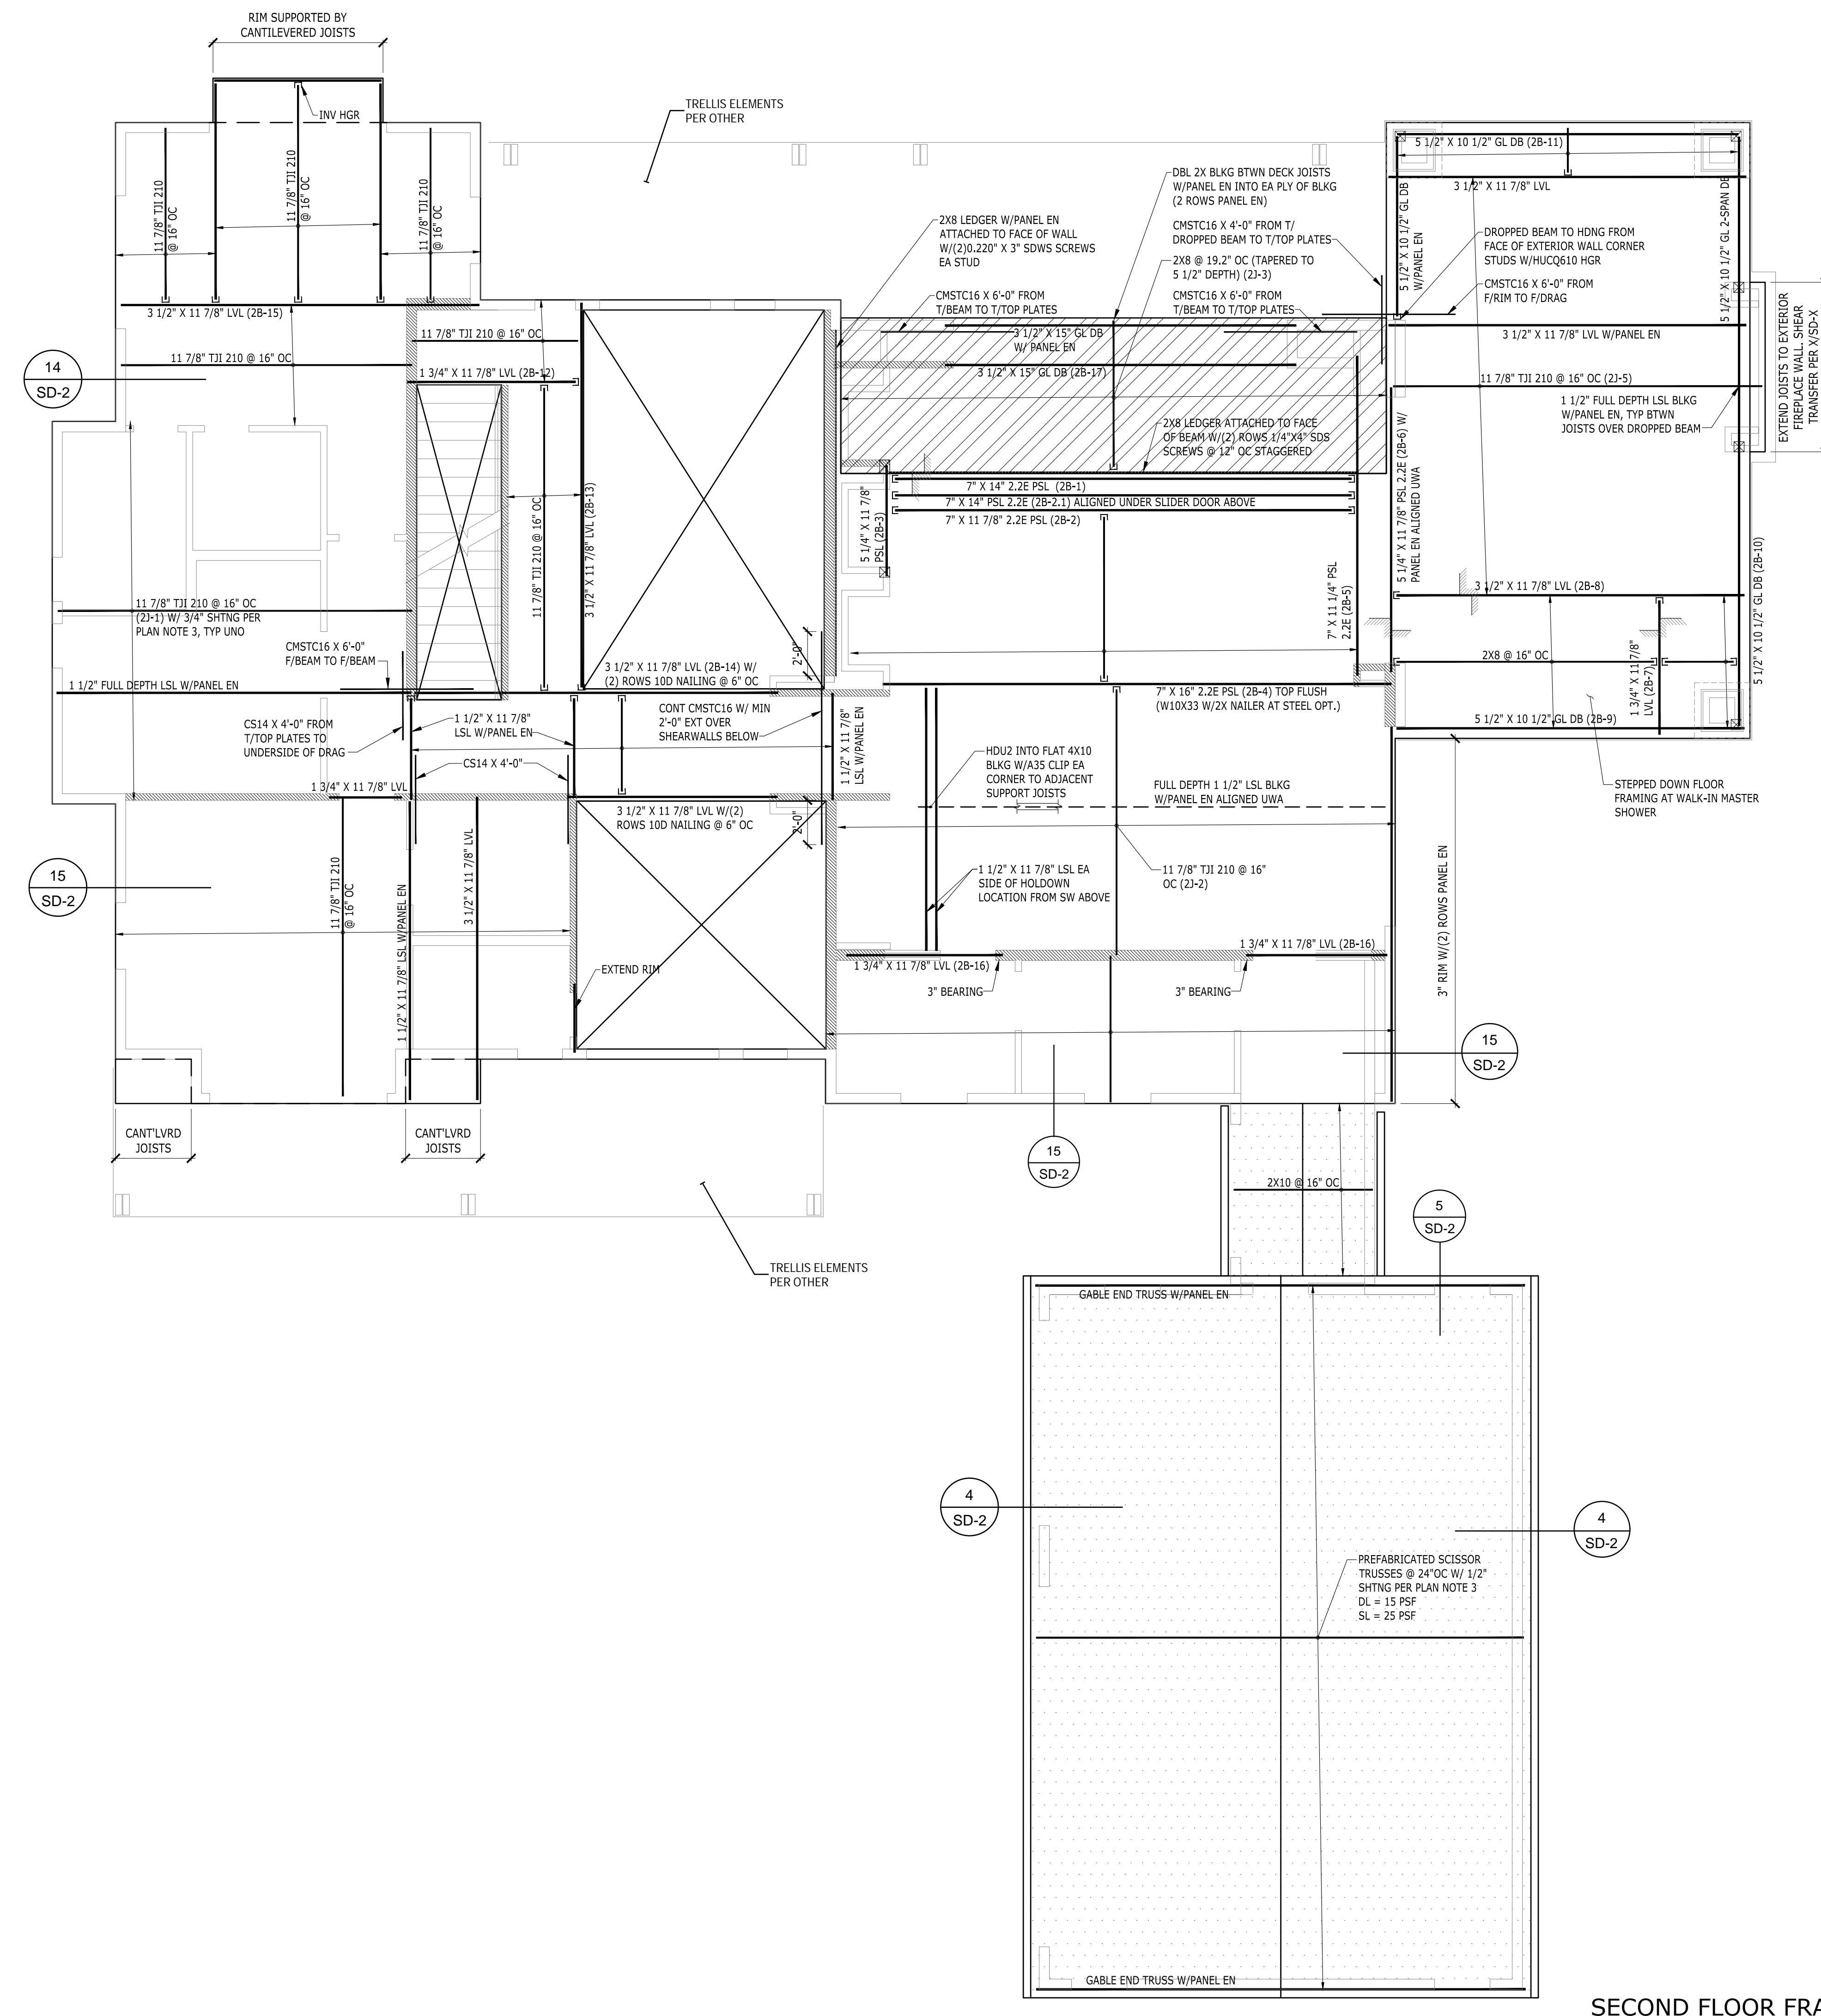 RIM SUPPORTED BY
CANTILEVERED JOISTS
INV HGR
TRELLIS ELEMENTS
PER OTHER
11 7/8" TJI 210
@ 16" OC
11 7/8" TJI 210
@ 16" OC
11 7/8" TJI 210
@ 16" OC
3 1/2" X 11 7/8" LVL (2B-15)
11 7/8" TJI 210 @ 16" OC
14
SD-2
11 7/8" TJI 210 @ 16" OC
1 3/4" X 11 7/8" LVL (2B-12)
2X8 LEDGER W/PANEL EN
ATTACHED TO FACE OF WALL
W/(2)0.220" X 3" SDWS SCREWS
EA STUD
CMSTC16 X 6'-0" FROM
T/BEAM TO T/TOP PLATES
DBL 2X BLKG BTWN DECK JOISTS
W/PANEL EN INTO EA PLY OF BLKG
(2 ROWS PANEL EN)
CMSTC16 X 4'-0" FROM T/
DROPPED BEAM TO T/TOP PLATES
2X8 @ 19.2" OC (TAPERED TO
5 1/2" DEPTH) (2J-3)
CMSTC16 X 6'-0" FROM
T/BEAM TO T/TOP PLATES
3 1/2" X 15" GL DB
W/ PANEL EN
3 1/2" X 15" GL DB (2B-17)
2X8 LEDGER ATTACHED TO FACE
OF BEAM W/(2) ROWS 1/4"X4" SDS
SCREWS @ 12" OC STAGGERED
5 1/2" X 10 1/2" GL DB (2B-11)
3 1/2" X 11 7/8" LVL
5 1/2" X 10 1/2" GL DB
W/PANEL EN
DROPPED BEAM TO HDNG FROM
FACE OF EXTERIOR WALL CORNER
STUDS W/HUCQ610 HGR
CMSTC16 X 6'-0" FROM
F/RIM TO F/DRAG
5 1/2" X 10 1/2" GL 2-SPAN DB
3 1/2" X 11 7/8" LVL W/PANEL EN
11 7/8" TJI 210 @ 16" OC (2J-5)
1 1/2" FULL DEPTH LSL BLKG
W/PANEL EN, TYP BTWN
JOISTS OVER DROPPED BEAM
EXTEND JOISTS TO EXTERIOR
FIREPLACE WALL. SHEAR
TRANSFER PER X/SD-X
7" X 14" 2.2E PSL (2B-1)
7" X 14" PSL 2.2E (2B-2.1) ALIGNED UNDER SLIDER DOOR ABOVE
7" X 11 7/8" 2.2E PSL (2B-2)
5 1/4" X 11 7/8"
PSL (2B-3)
11 7/8" TJI 210 @ 16" OC
3 1/2" X 11 7/8" LVL (2B-13)
7" X 11 1/4" PSL
2.2E (2B-5)
5 1/4" X 11 7/8" PSL 2.2E (2B-6) W/
PANEL EN ALIGNED UWA
3 1/2" X 11 7/8" LVL (2B-8)
5 1/2" X 10 1/2" GL DB (2B-10)
2X8 @ 16" OC
1 3/4" X 11 7/8"
LVL (2B-7)
5 1/2" X 10 1/2" GL DB (2B-9)
11 7/8" TJI 210 @ 16" OC
(2J-1) W/ 3/4" SHTNG PER
PLAN NOTE 3, TYP UNO
CMSTC16 X 6'-0"
F/BEAM TO F/BEAM
1 1/2" FULL DEPTH LSL W/PANEL EN
3 1/2" X 11 7/8" LVL (2B-14) W/
(2) ROWS 10D NAILING @ 6" OC
2'-0"
7" X 16" 2.2E PSL (2B-4) TOP FLUSH
(W10X33 W/2X NAILER AT STEEL OPT.)
CS14 X 4'-0" FROM
T/TOP PLATES TO
UNDERSIDE OF DRAG
1 1/2" X 11 7/8"
LSL W/PANEL EN
CONT CMSTC16 W/ MIN
2'-0" EXT OVER
SHEARWALLS BELOW
1 1/2" X 11 7/8"
LSL W/PANEL EN
CS14 X 4'-0"
1 3/4" X 11 7/8" LVL
3 1/2" X 11 7/8" LVL W/(2)
ROWS 10D NAILING @ 6" OC
2'-0"
HDU2 INTO FLAT 4X10
BLKG W/A35 CLIP EA
CORNER TO ADJACENT
SUPPORT JOISTS
FULL DEPTH 1 1/2" LSL BLKG
W/PANEL EN ALIGNED UWA
STEPPED DOWN FLOOR
FRAMING AT WALK-IN MASTER
SHOWER
15
SD-2
11 7/8" TJI 210
@ 16" OC
1 1/2" X 11 7/8" LSL W/PANEL EN
3 1/2" X 11 7/8" LVL
EXTEND RIM
1 1/2" X 11 7/8" LSL EA
SIDE OF HOLDOWN
LOCATION FROM SW ABOVE
11 7/8" TJI 210 @ 16"
OC (2J-2)
3" RIM W/(2) ROWS PANEL EN
1 3/4" X 11 7/8" LVL (2B-16)
1 3/4" X 11 7/8" LVL (2B-16)
3" BEARING
3" BEARING
15
SD-2
CANT'LVRD
JOISTS
CANT'LVRD
JOISTS
15
SD-2
2X10 @ 16" OC
5
SD-2
TRELLIS ELEMENTS
PER OTHER
GABLE END TRUSS W/PANEL EN
4
SD-2
4
SD-2
PREFABRICATED SCISSOR
TRUSSES @ 24"OC W/ 1/2"
SHTNG PER PLAN NOTE 3
DL = 15 PSF
SL = 25 PSF
GABLE END TRUSS W/PANEL EN
SECOND FLOOR FRA